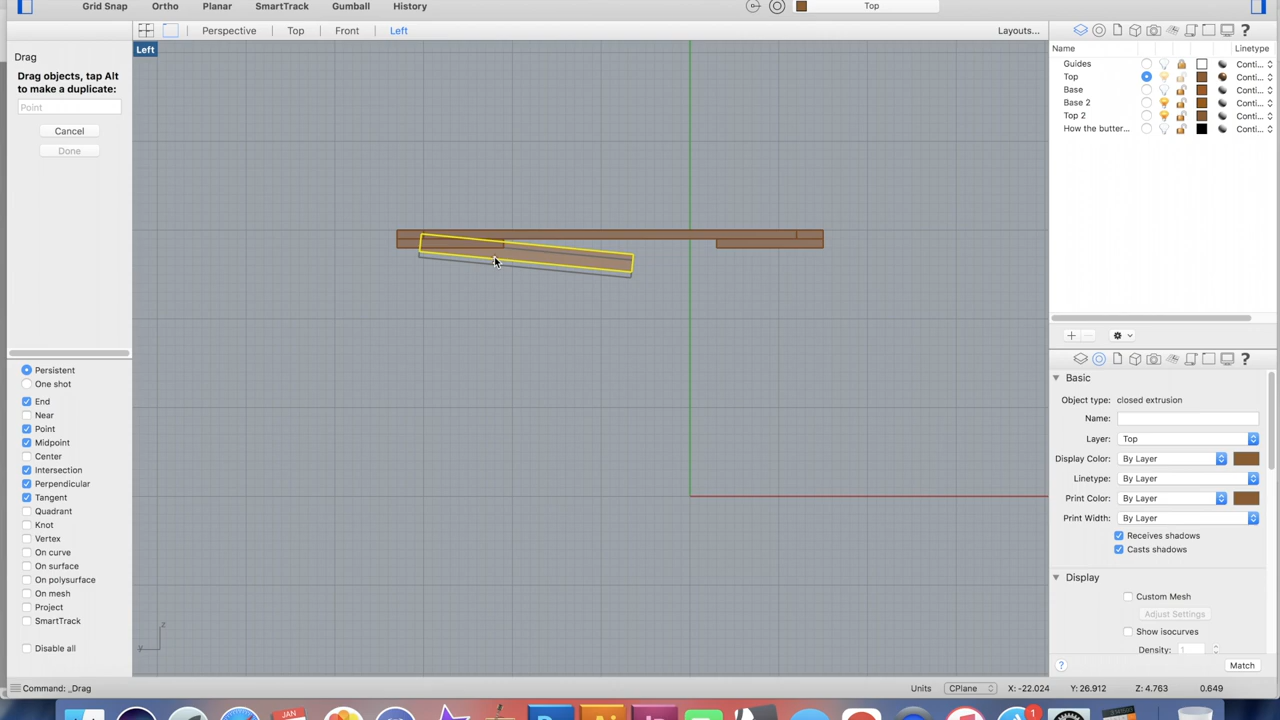 Grid Snap Ortho Planar SmartTrack Gumball History Top
Perspective Top Front Left Layouts...
Left
Drag
Drag objects, tap Alt
to make a duplicate:
Point
Cancel
Done
Persistent
One shot
End
Near
Point
Midpoint
Center
Intersection
Perpendicular
Tangent
Quadrant
Knot
Vertex
On curve
On surface
On polysurface
On mesh
Project
SmartTrack
Disable all
z
y
Name Linetype
Guides Conti...
Top Conti...
Base Conti...
Base 2 Conti...
Top 2 Conti...
How the butter... Conti...
Basic
Object type: closed extrusion
Name:
Layer: Top
Display Color: By Layer
Linetype: By Layer
Print Color: By Layer
Print Width: By Layer
Receives shadows
Casts shadows
Display
Custom Mesh
Adjust Settings
Show isocurves
Density: 1
Match
Command: _Drag Units CPlane X: -22.024 Y: 26.912 Z: 4.763 0.649
JAN
1